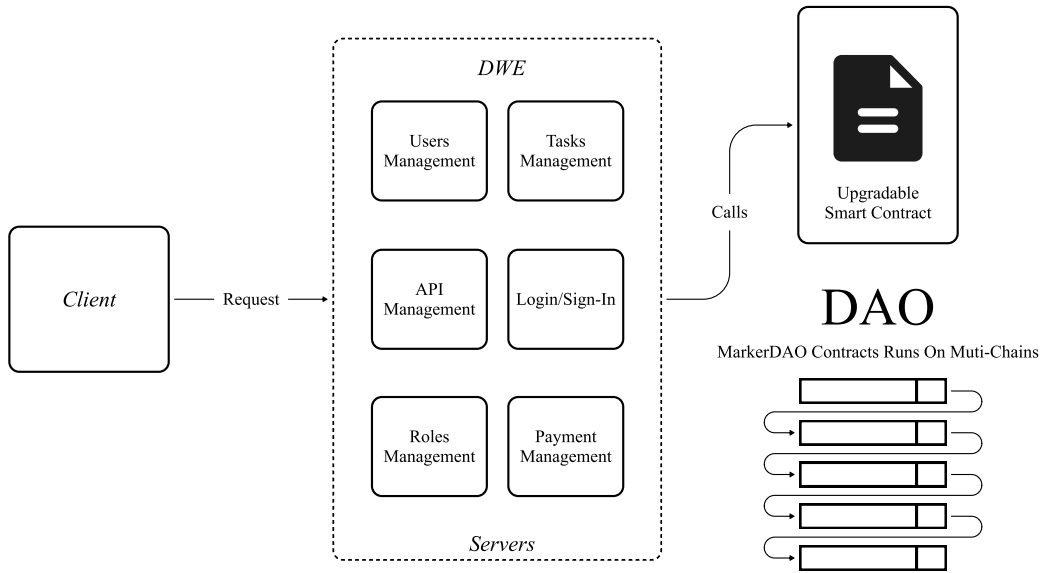 DWE
Users
Management
Tasks
Management
API
Management
Login/Sign-In
Roles
Management
Payment
Management
Servers
Client
Request
Calls
Upgradable
Smart Contract
DAO
MarkerDAO Contracts Runs On Muti-Chains